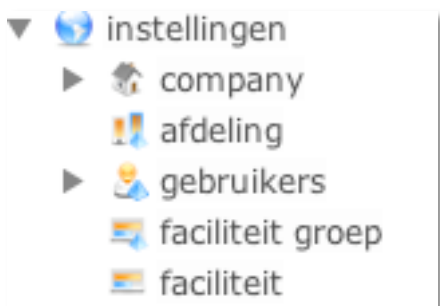 instellingen
company
afdeling
gebruikers
faciliteit groep
faciliteit